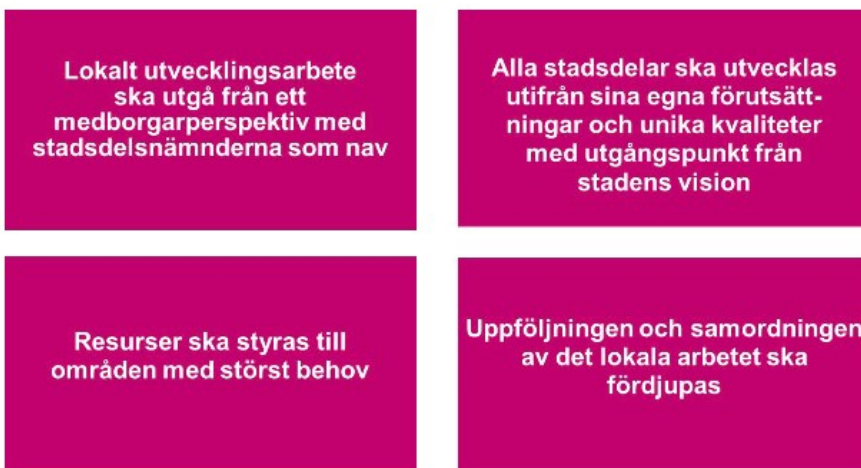 Lokalt utvecklingsarbete
ska utgå från ett
medborgarperspektiv med
stadsdelsnämnderna som nav
Alla stadsdelar ska utvecklas
utifrån sina egna förutsätt-
ningar och unika kvaliteter
med utgångspunkt från
stadens vision
Resurser ska styras till
områden med störst behov
Uppföljningen och samordningen
av det lokala arbetet ska
fördjupas